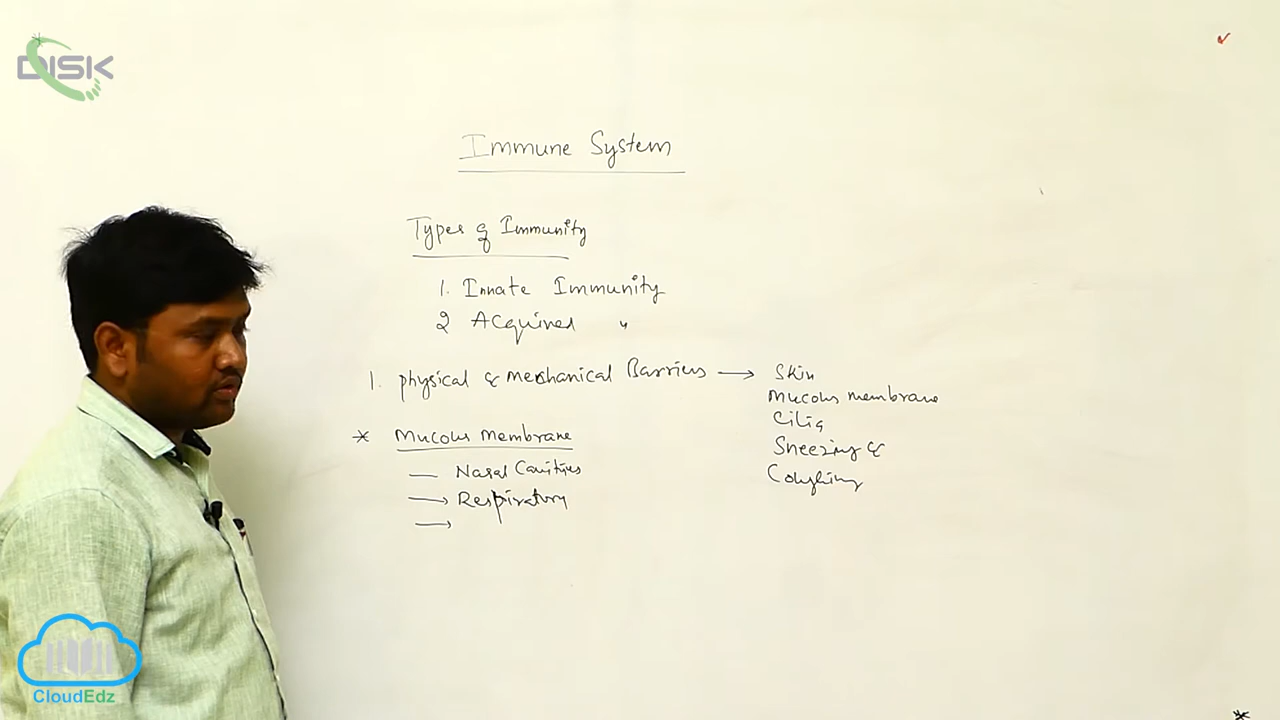 DISK
Immune System
Types of Immunity
1. Innate Immunity
2 Acquired "
1. Physical & Mechanical Barriers → Skin
Mucous membrane
Cilia
Sneezing &
Coughing
* Mucous Membrane
— Nasal Cavities
→ Respiratory
→
CloudEdz